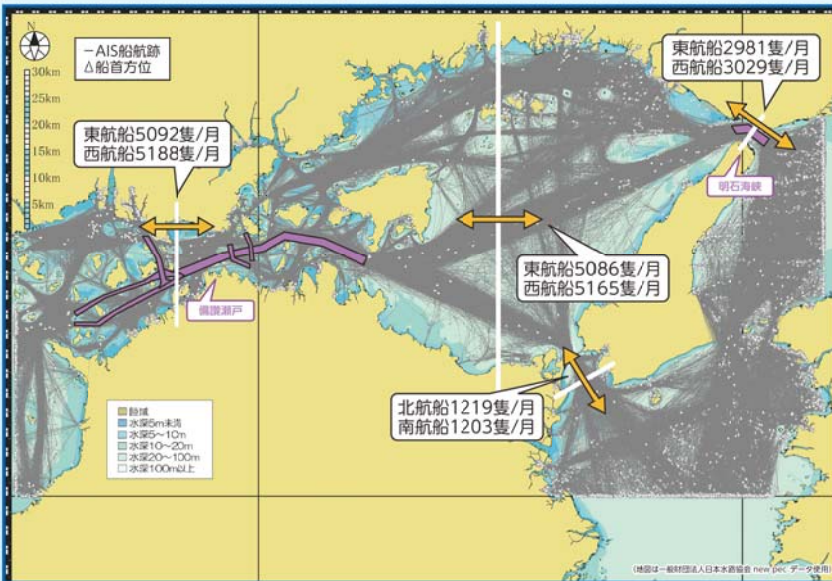 N
30km
25km
20km
15km
10km
5km
－AIS船航跡
△船首方位
東航船2981隻/月
西航船3029隻/月
東航船5092隻/月
西航船5188隻/月
明石海峡
東航船5086隻/月
西航船5165隻/月
備讃瀬戸
北航船1219隻/月
南航船1203隻/月
陸域
水深5m未満
水深5～10m
水深10～20m
水深20～100m
水深100m以上
(地図は一般財団法人日本水路協会 new pec データ使用)